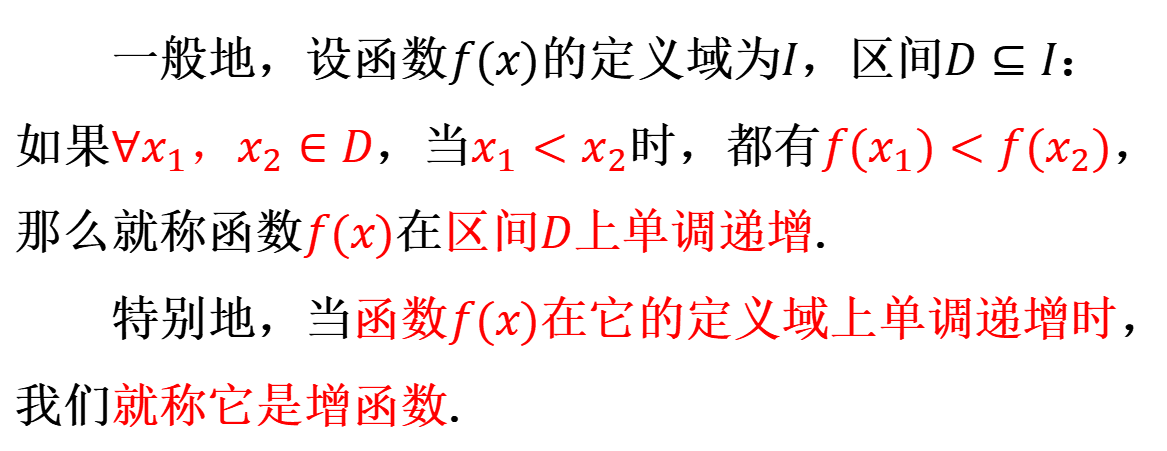 一般地，设函数f(x)的定义域为I，区间D ⊆ I：
如果∀x₁，x₂ ∈ D，当x₁ < x₂时，都有f(x₁) < f(x₂)，
那么就称函数f(x)在区间D上单调递增.
特别地，当函数f(x)在它的定义域上单调递增时，
我们就称它是增函数.